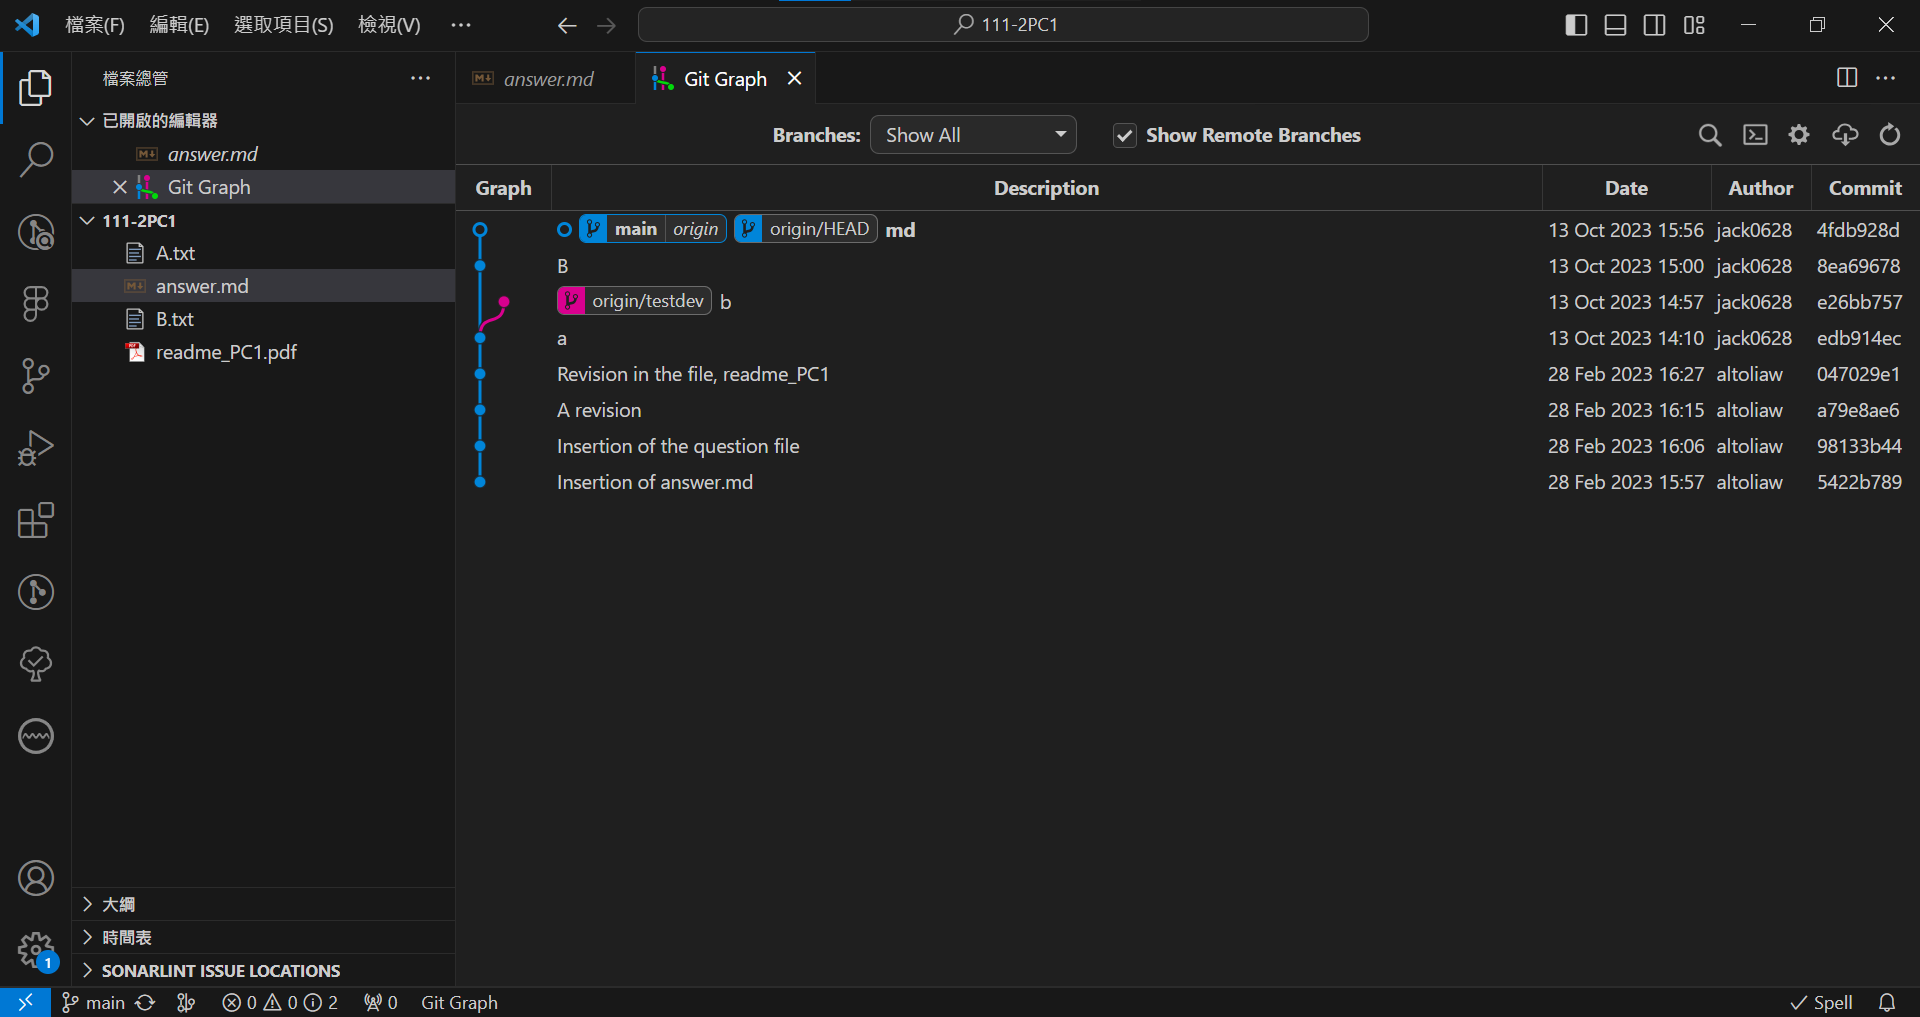 檔案(F) 編輯(E) 選取項目(S) 檢視(V) ··· 111-2PC1
檔案總管
已開啟的編輯器
answer.md
Git Graph
111-2PC1
A.txt
answer.md
B.txt
readme_PC1.pdf
大綱
時間表
SONARLINT ISSUE LOCATIONS
answer.md Git Graph
Branches: Show All Show Remote Branches
Graph Description Date Author Commit
main origin origin/HEAD md 13 Oct 2023 15:56 jack0628 4fdb928d
B 13 Oct 2023 15:00 jack0628 8ea69678
origin/testdev b 13 Oct 2023 14:57 jack0628 e26bb757
a 13 Oct 2023 14:10 jack0628 edb914ec
Revision in the file, readme_PC1 28 Feb 2023 16:27 altoliaw 047029e1
A revision 28 Feb 2023 16:15 altoliaw a79e8ae6
Insertion of the question file 28 Feb 2023 16:06 altoliaw 98133b44
Insertion of answer.md 28 Feb 2023 15:57 altoliaw 5422b789
1
main 0 0 2 0 Git Graph Spell